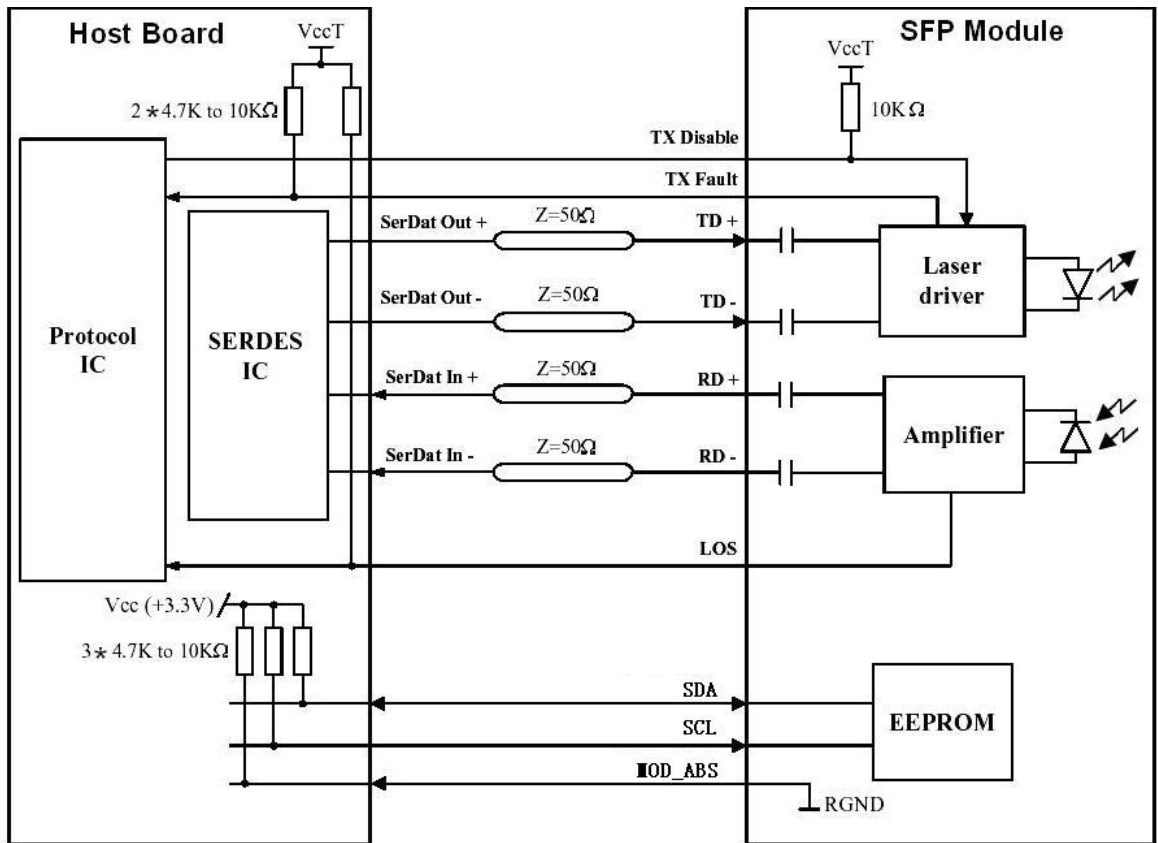 Host Board
SFP Module
VccT
VccT
2*4.7K to 10KΩ
10KΩ
TX Disable
TX Fault
SerDat Out +
Z=50Ω
TD +
Laser
driver
SerDat Out -
Z=50Ω
TD -
Protocol
IC
SERDES
IC
SerDat In +
Z=50Ω
RD +
Amplifier
SerDat In -
Z=50Ω
RD -
LOS
Vcc (+3.3V)
3* 4.7K to 10KΩ
SDA
SCL
EEPROM
MOD_ABS
RGND